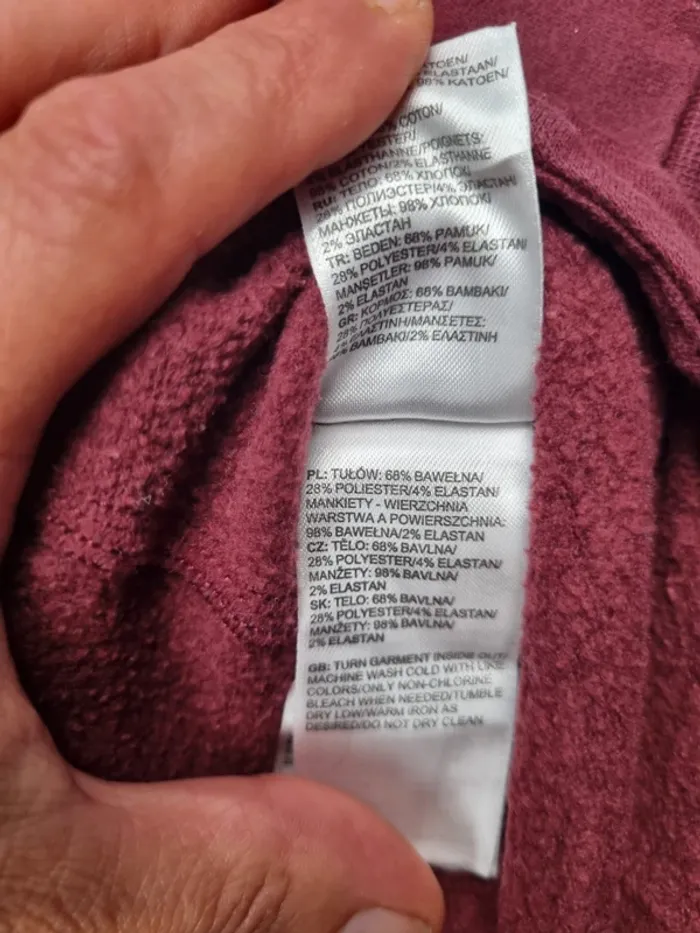 ATOEN/
ELASTAAN/
98% KATOEN/
COTON/
ELASTHANNE/POIGNETS:
98% COTON/2% ELASTHANNE
RU: ТЕЛО: 68% ХЛОПОК/
28% ПОЛИЭСТЕР/4% ЭЛАСТАН/
МАНЖЕТЫ: 98% ХЛОПОК/
2% ЭЛАСТАН
TR: BEDEN: 68% PAMUK/
28% POLYESTER/4% ELASTAN/
MANŞETLER: 98% PAMUK/
2% ELASTAN
GR: ΚΟΡΜΟΣ: 68% ΒΑΜΒΑΚΙ/
28% ΠΟΛΥΕΣΤΕΡΑΣ/
ΕΛΑΣΤΙΝΗ/ΜΑΝΣΕΤΕΣ:
ΒΑΜΒΑΚΙ/2% ΕΛΑΣΤΙΝΗ
PL: TUŁÓW: 68% BAWEŁNA/
28% POLIESTER/4% ELASTAN/
MANKIETY - WIERZCHNIA
WARSTWA A POWIERSZCHNIA:
98% BAWEŁNA/2% ELASTAN
CZ: TĚLO: 68% BAVLNA/
28% POLYESTER/4% ELASTAN/
MANŽETY: 98% BAVLNA/
2% ELASTAN
SK: TELO: 68% BAVLNA/
28% POLYESTER/4% ELASTAN/
MANŽETY: 98% BAVLNA/
2% ELASTAN
GB: TURN GARMENT INSIDE OUT/
MACHINE WASH COLD WITH LIKE
COLORS/ONLY NON-CHLORINE
BLEACH WHEN NEEDED/TUMBLE
DRY LOW/WARM IRON AS
DESIRED/DO NOT DRY CLEAN